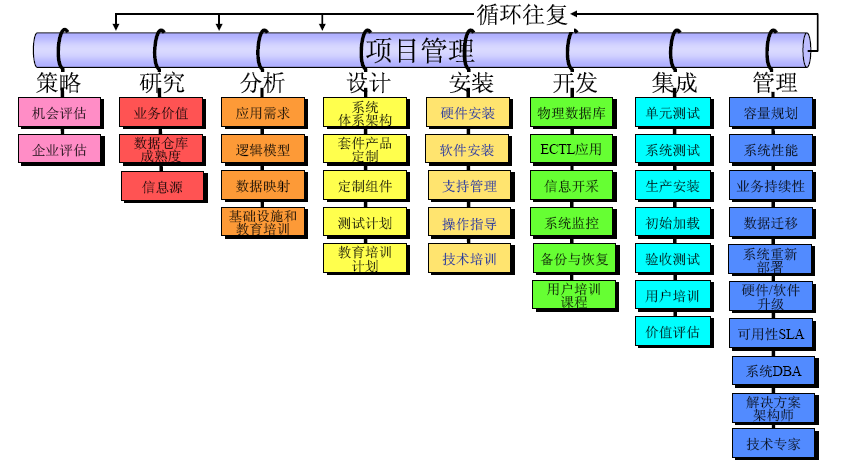 循环往复
项目管理
策略
研究
分析
设计
安装
开发
集成
管理
机会评估
企业评估
业务价值
数据仓库
成熟度
信息源
应用需求
逻辑模型
数据映射
基础设施和
教育培训
系统
体系架构
套件产品
定制
定制组件
测试计划
教育培训
计划
硬件安装
软件安装
支持管理
操作指导
技术培训
物理数据库
ECTL应用
信息开采
系统监控
备份与恢复
用户培训
课程
单元测试
系统测试
生产安装
初始加载
验收测试
用户培训
价值评估
容量规划
系统性能
业务持续性
数据迁移
系统重新
部署
硬件/软件
升级
可用性SLA
系统DBA
解决方案
架构师
技术专家